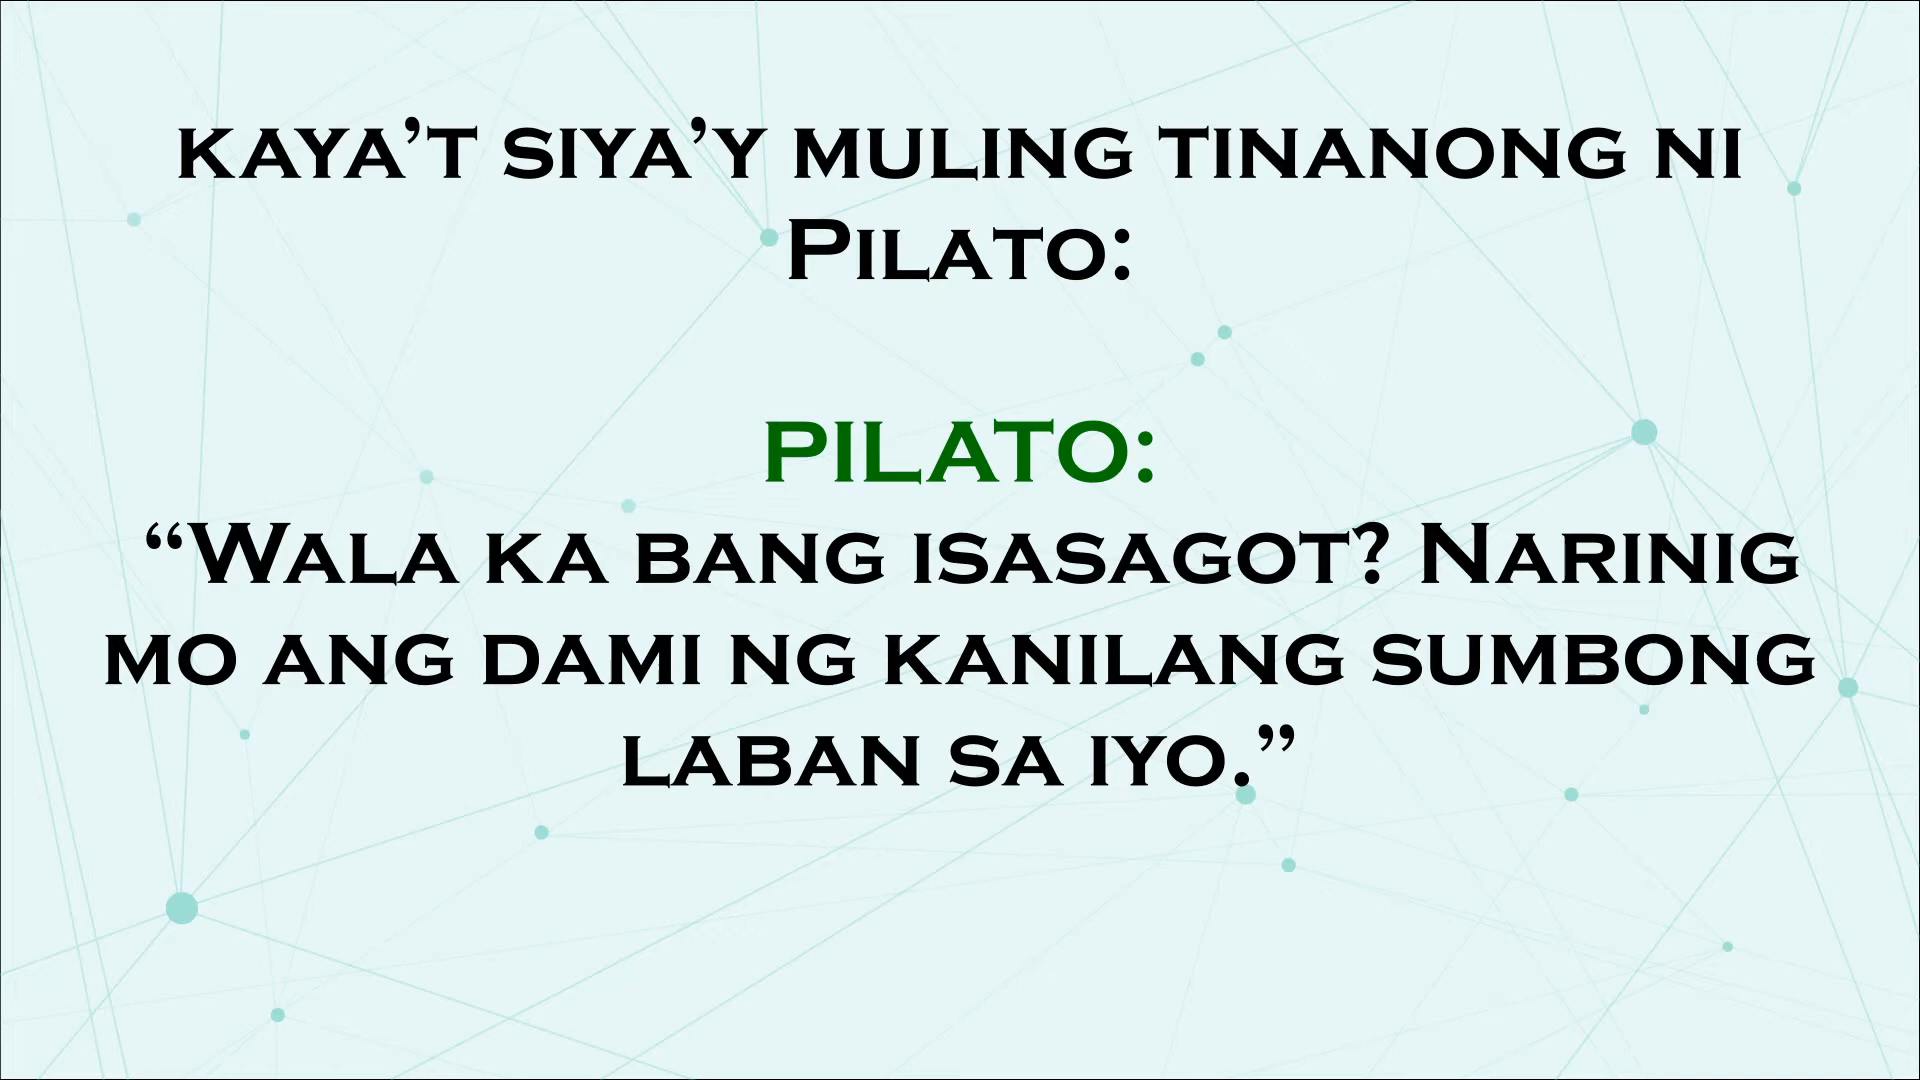 kaya’t siya’y muling tinanong ni
Pilato:
PILATO:
“Wala ka bang isasagot? Narinig
mo ang dami ng kanilang sumbong
laban sa iyo.”